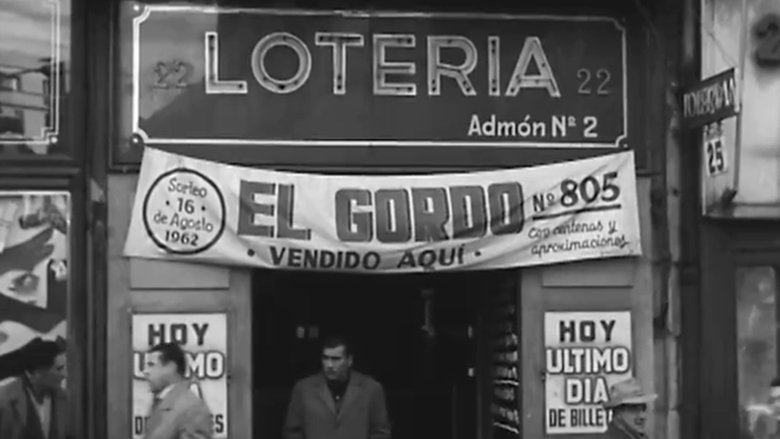 LOTERIA
22 22
Admón Nº 2
Sorteo
16
de Agosto
1962
EL GORDO
Nº 805
con centenas y
aproximaciones
· VENDIDO AQUÍ ·
25
HOY
ULTIMO
HOY
ULTIMO
DIA
DE BILLE